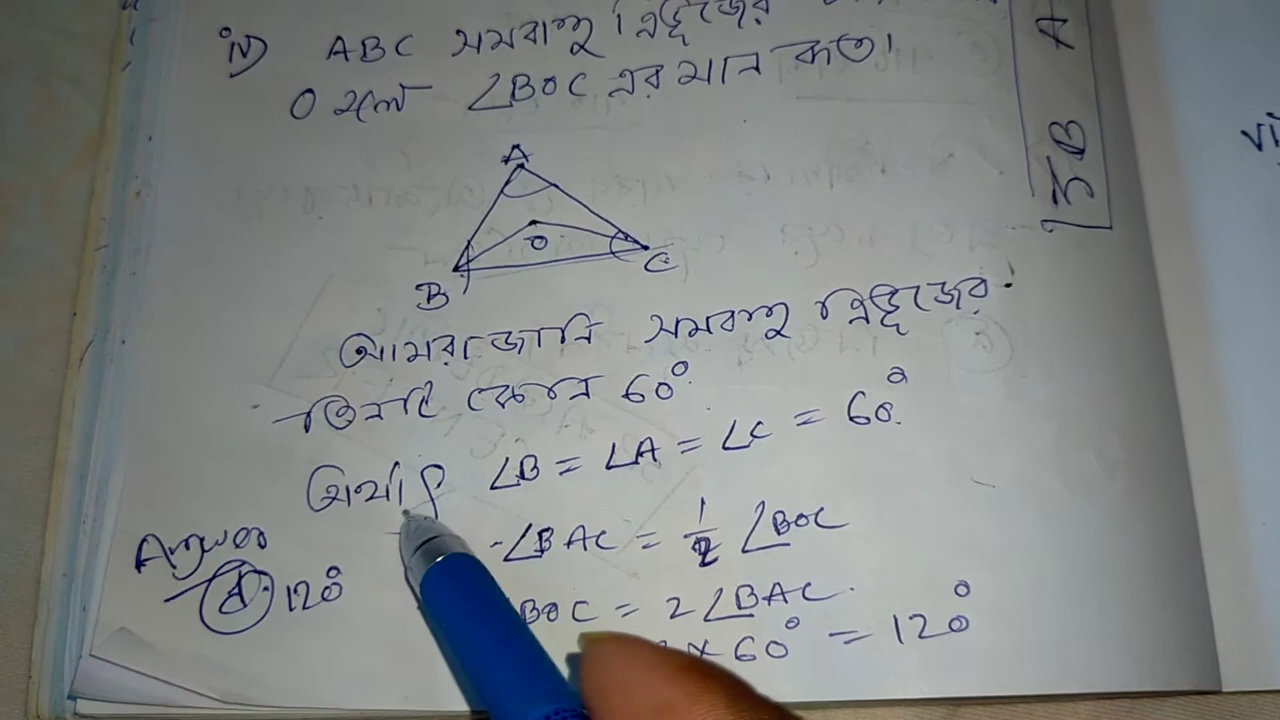 iv) ABC সমবাহু ত্রিভুজের
O হলে ∠BOC এর মান কত।
A
O
B
C
আমরা জানি সমবাহু ত্রিভুজের
তিনটি কোন 60°.
অর্থাৎ ∠B = ∠A = ∠C = 60°.
∠BAC = 1/2 ∠BOC
Answer
BOC = 2∠BAC.
(d) 120°
× 60° = 120°